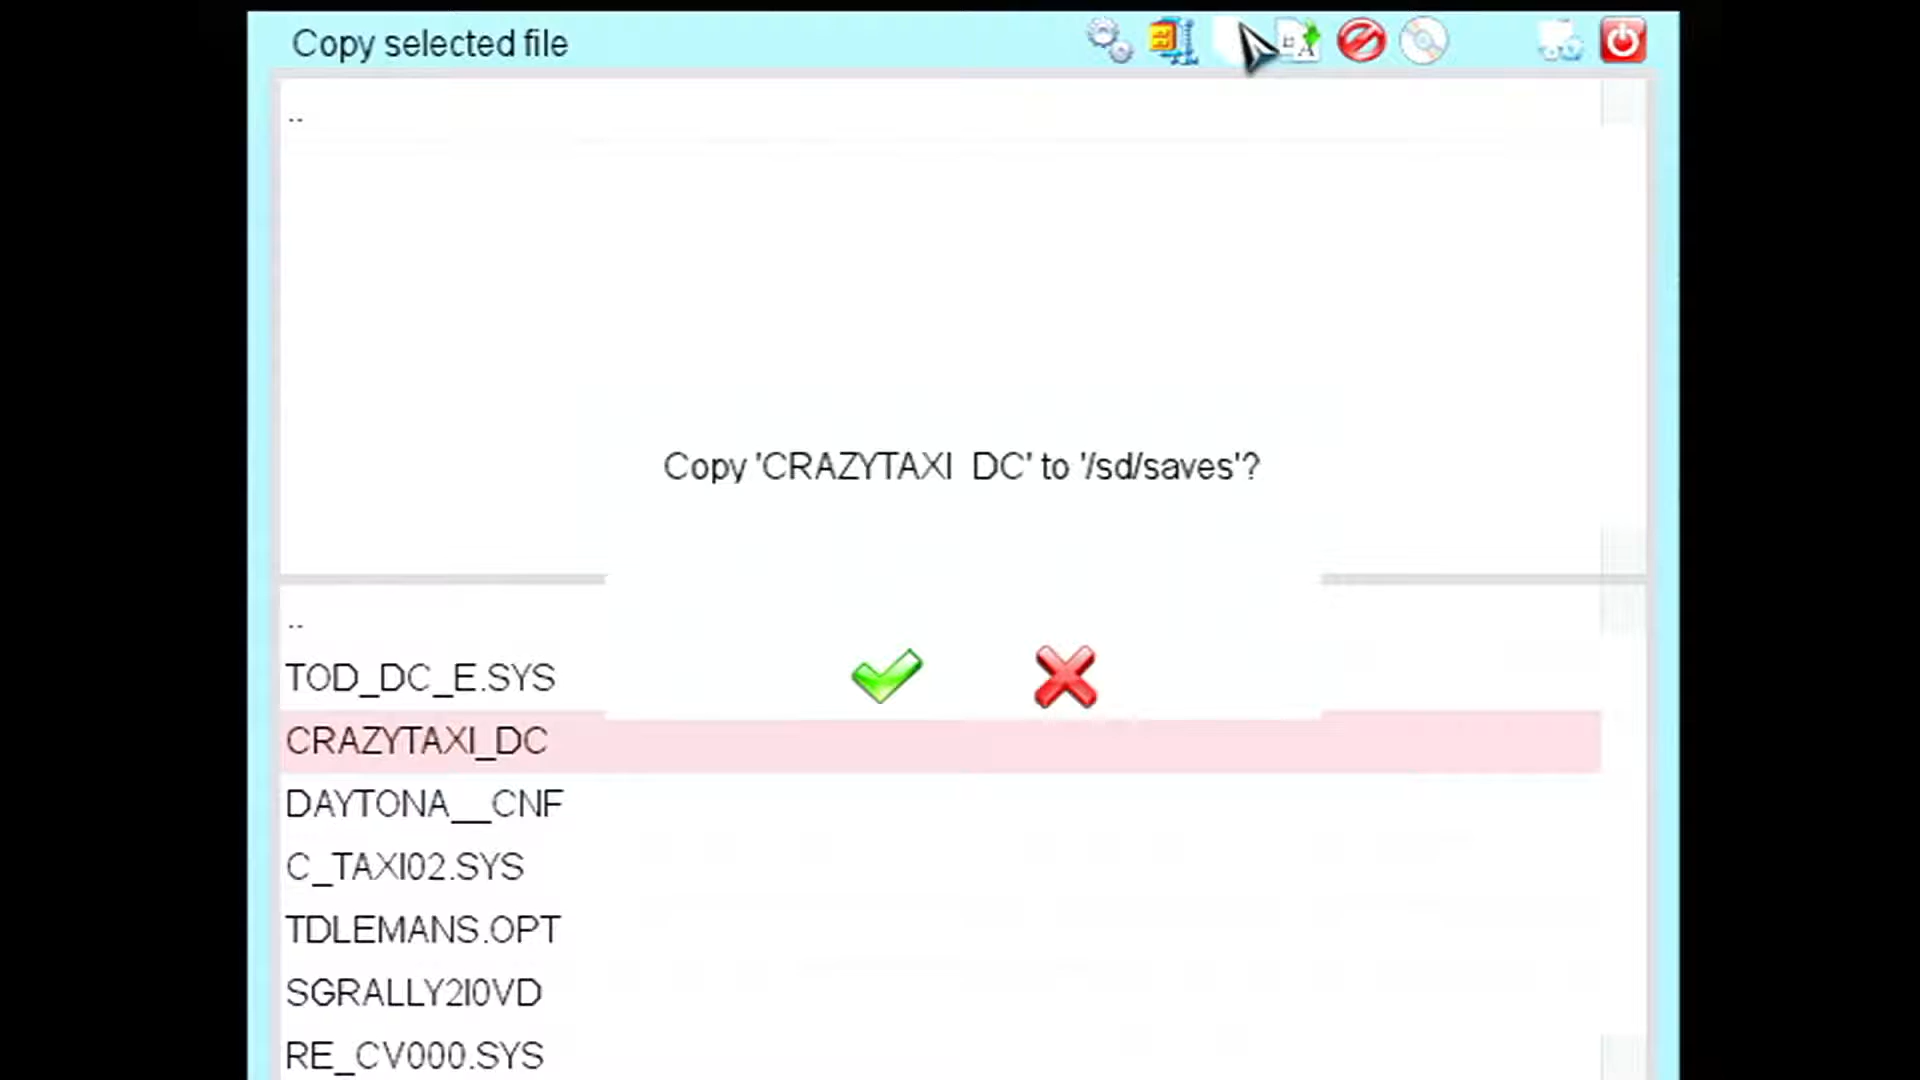 Copy selected file
..
Copy 'CRAZYTAXI DC' to '/sd/saves'?
..
TOD_DC_E.SYS
CRAZYTAXI_DC
DAYTONA__CNF
C_TAXI02.SYS
TDLEMANS.OPT
SGRALLY2I0VD
RE_CV000.SYS